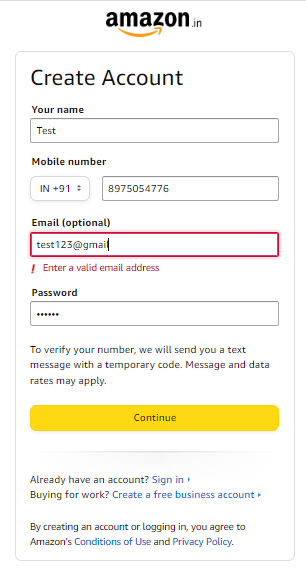 amazon.in
Create Account
Your name
Test
Mobile number
IN +91 8975054776
Email (optional)
test123@gmail
! Enter a valid email address
Password
••••••
To verify your number, we will send you a text
message with a temporary code. Message and data
rates may apply.
Continue
Already have an account? Sign in
Buying for work? Create a free business account
By creating an account or logging in, you agree to
Amazon's Conditions of Use and Privacy Policy.